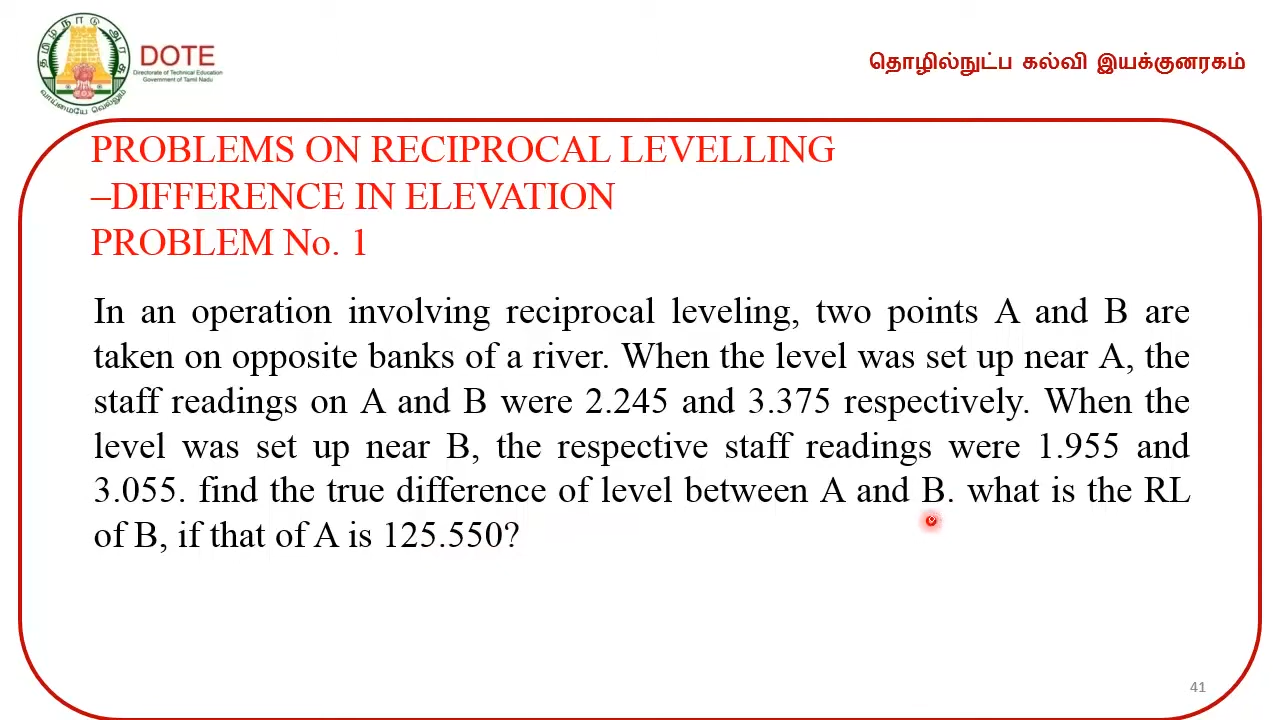 தமிழ்நாடு அரசு
வாய்மையே வெல்லும்
DOTE
Directorate of Technical Education
Government of Tamil Nadu
தொழில்நுட்ப கல்வி இயக்குனரகம்
PROBLEMS ON RECIPROCAL LEVELLING
–DIFFERENCE IN ELEVATION
PROBLEM No. 1
In an operation involving reciprocal leveling, two points A and B are
taken on opposite banks of a river. When the level was set up near A, the
staff readings on A and B were 2.245 and 3.375 respectively. When the
level was set up near B, the respective staff readings were 1.955 and
3.055. find the true difference of level between A and B. what is the RL
of B, if that of A is 125.550?
41